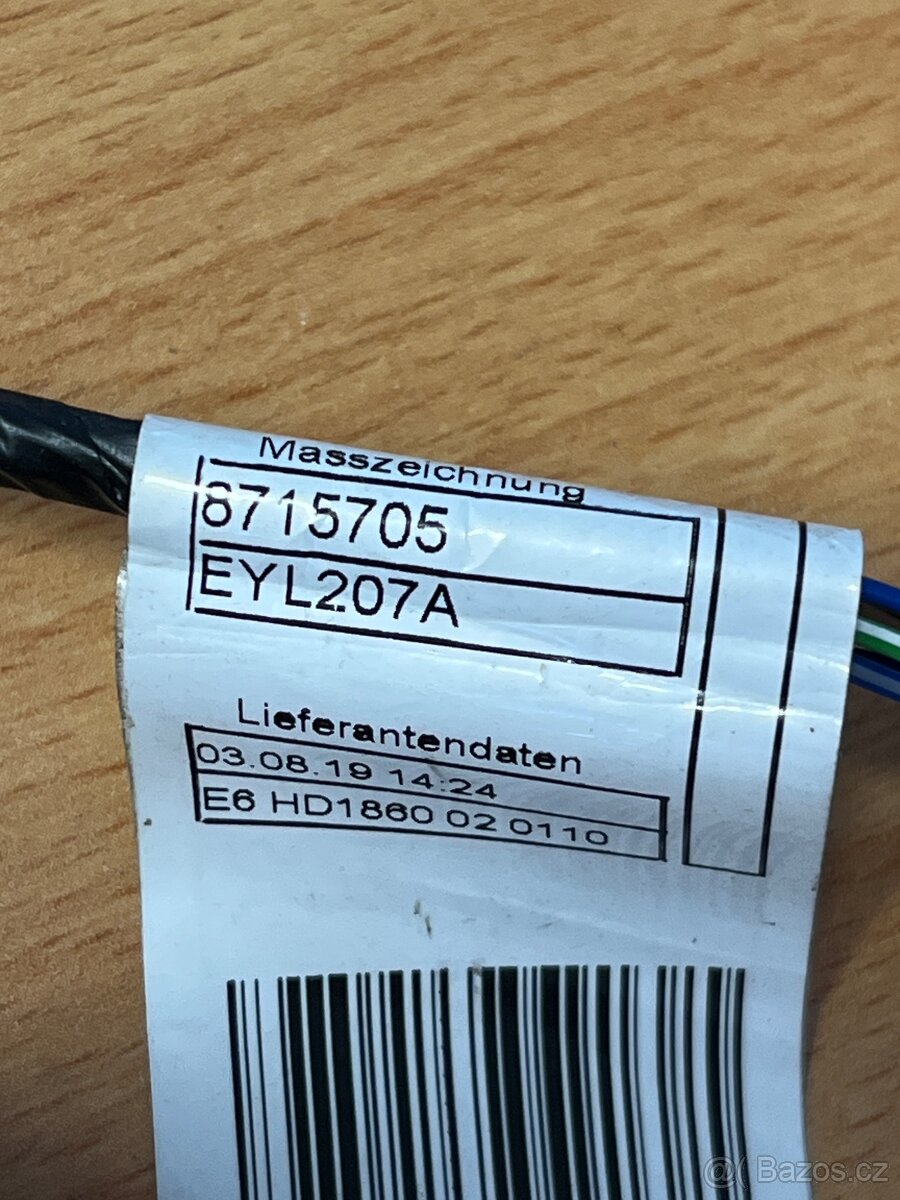 Masszeichnung
8715705
EYL207A
Lieferantendaten
03.08.19 14:24
E6 HD1860 02 0110
@( Bazos.cz